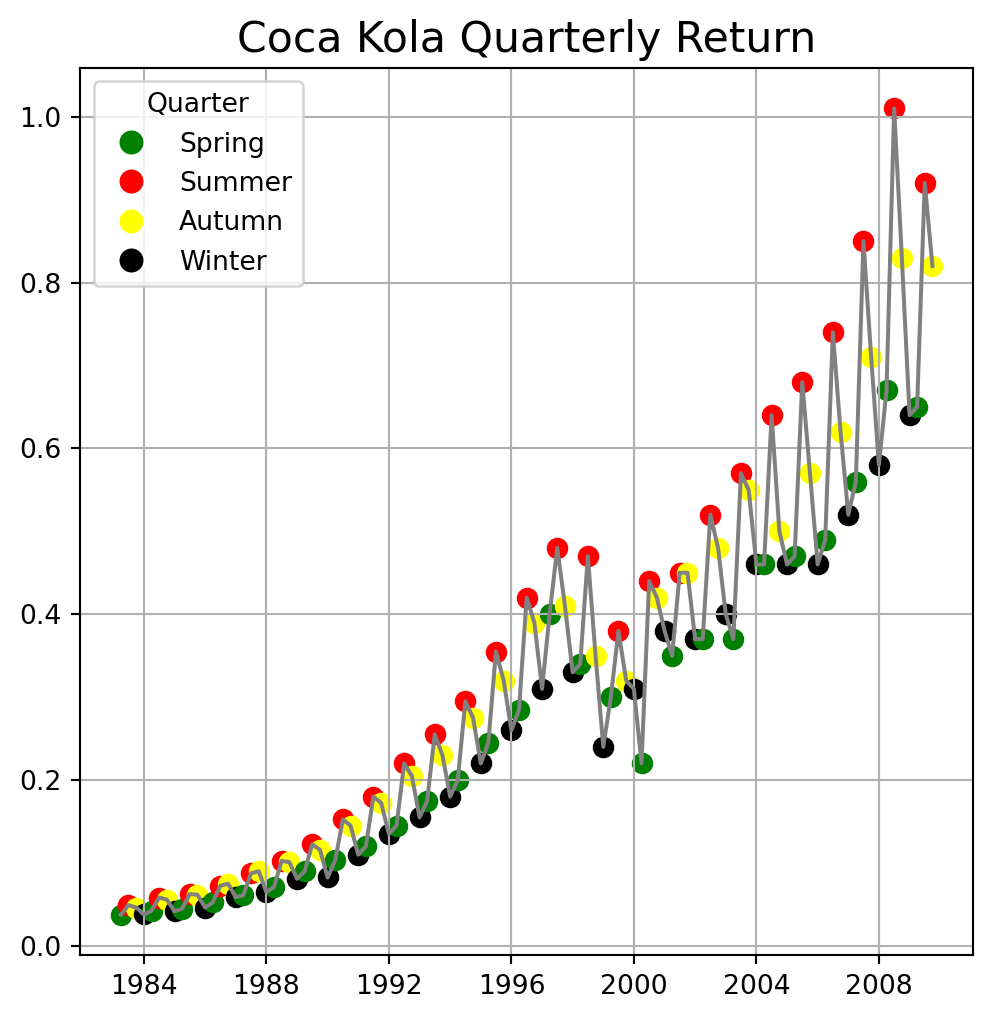 Coca Kola Quarterly Return
Quarter
Spring
Summer
Autumn
Winter
1.0
0.8
0.6
0.4
0.2
0.0
1984 1988 1992 1996 2000 2004 2008